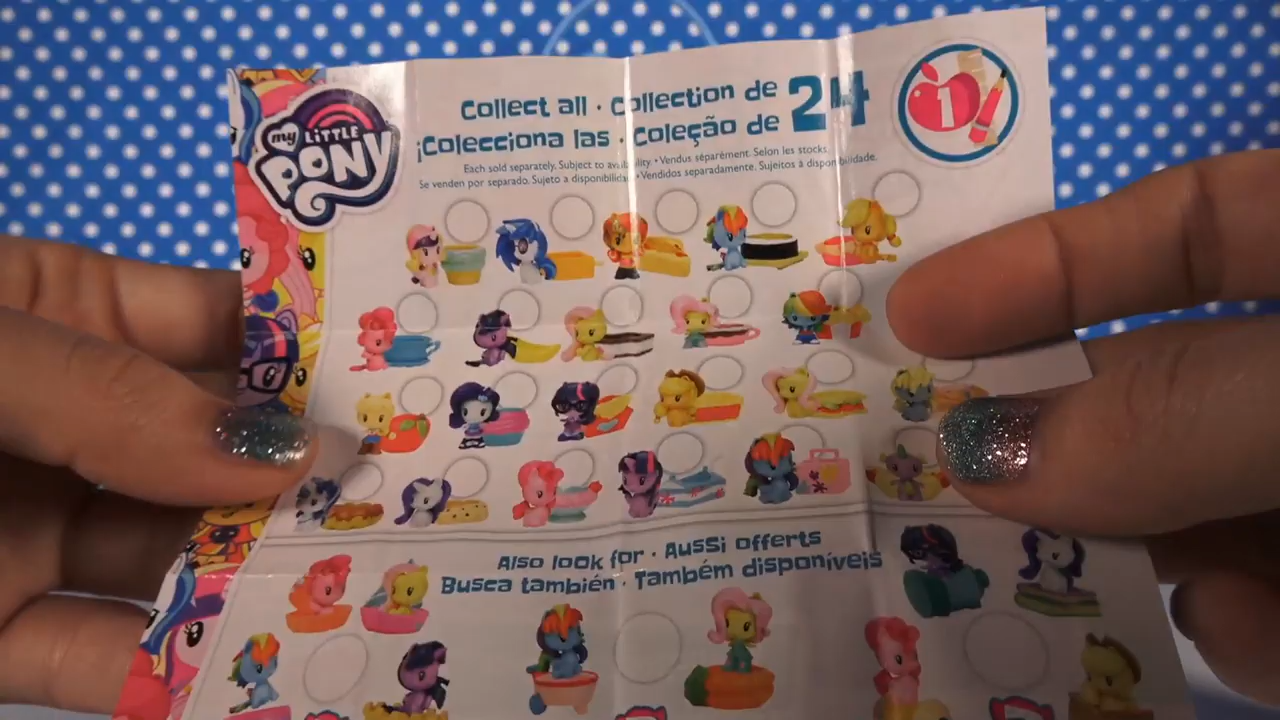 my LiTTLE
PONY
Collect all · Collection de 24
¡Colecciona las · Coleção de
Each sold separately. Subject to availability • Vendus séparément. Selon les stocks.
Se venden por separado. Sujeto a disponibilidad • Vendidos separadamente. Sujeitos à disponibilidade.
1
Also look for · Aussi offerts
Busca también · Também disponíveis